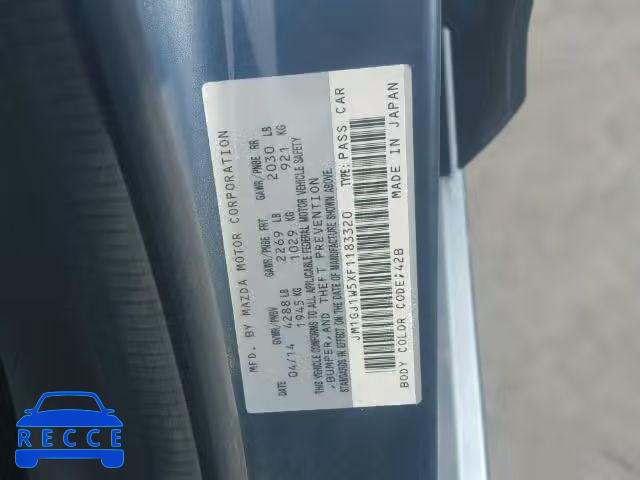 MFD. BY MAZDA MOTOR CORPORATION
GVWR/PNBV GAWR/PNBE FRT GAWR/PNBE RR
DATE 4288 LB 2269 LB 2030 LB
04/14 1945 KG 1029 KG 921 KG
THIS VEHICLE CONFORMS TO ALL APPLICABLE FEDERAL MOTOR VEHICLE SAFETY
,BUMPER,AND THEFT PREVENTION
STANDARDS IN EFFECT ON THE DATE OF MANUFACTURE SHOWN ABOVE.
JM1GJ1W5XF1183320 TYPE: PASS CAR
BODY COLOR CODE:42B MADE IN JAPAN
RECCE